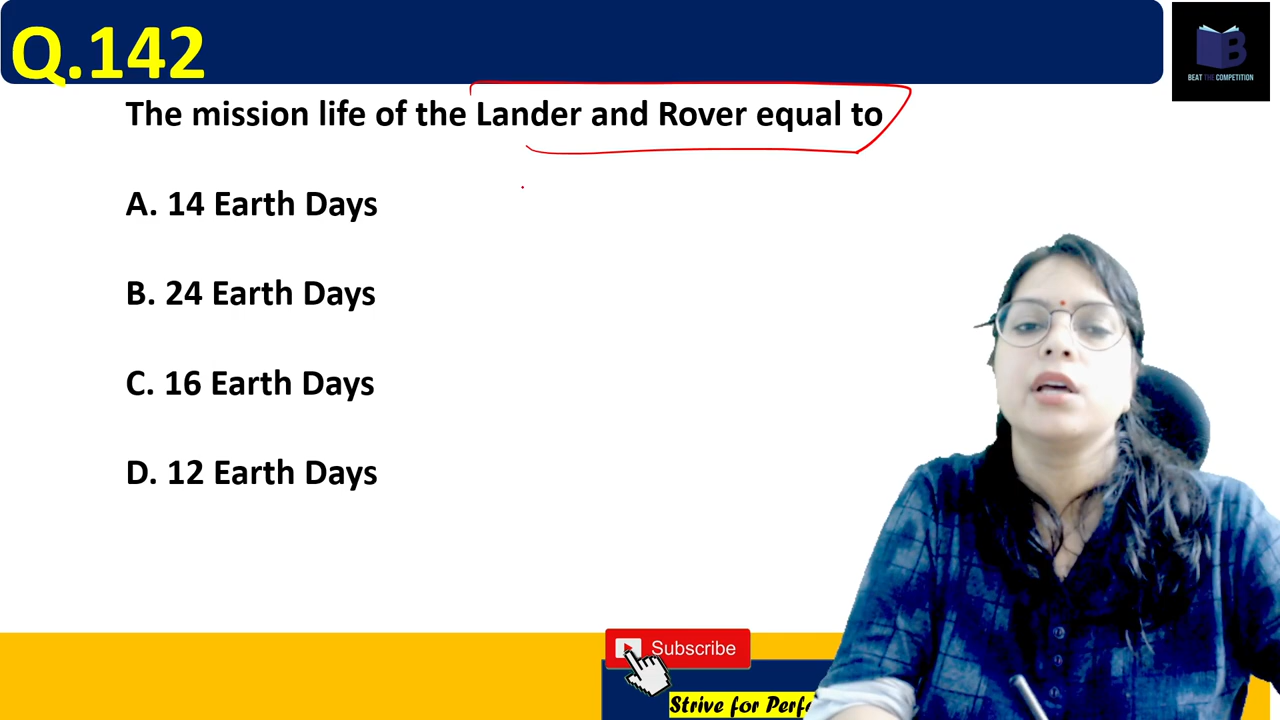 Q.142
BEAT THE COMPETITION
The mission life of the Lander and Rover equal to
A. 14 Earth Days
B. 24 Earth Days
C. 16 Earth Days
D. 12 Earth Days
Subscribe
Strive for